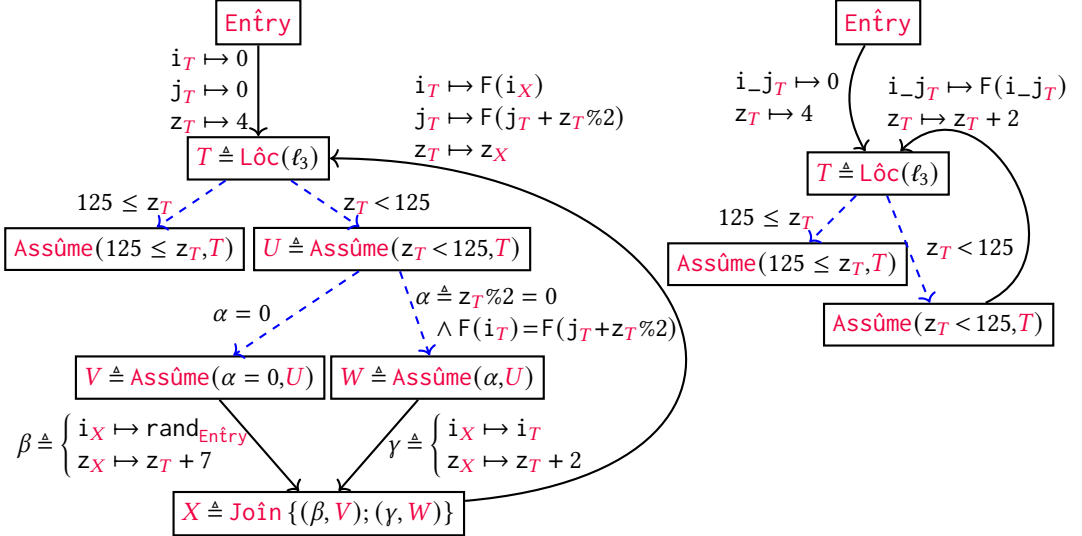 Entˆry
i_T ↦ 0
j_T ↦ 0
z_T ↦ 4
i_T ↦ F(i_X)
j_T ↦ F(j_T + z_T%2)
z_T ↦ z_X
T ≜ Lôc(ℓ₃)
125 ≤ z_T
z_T < 125
Assûme(125 ≤ z_T,T)
U ≜ Assûme(z_T < 125,T)
α = 0
α ≜ z_T%2 = 0
∧ F(i_T)=F(j_T+z_T%2)
V ≜ Assûme(α = 0,U)
W ≜ Assûme(α,U)
β ≜ { i_X ↦ rand_Entˆry
z_X ↦ z_T + 7
γ ≜ { i_X ↦ i_T
z_X ↦ z_T + 2
X ≜ Joîn {(β,V);(γ,W)}
Entˆry
i_j_T ↦ 0
z_T ↦ 4
i_j_T ↦ F(i_j_T)
z_T ↦ z_T + 2
T ≜ Lôc(ℓ₃)
125 ≤ z_T
z_T < 125
Assûme(125 ≤ z_T,T)
Assûme(z_T < 125,T)